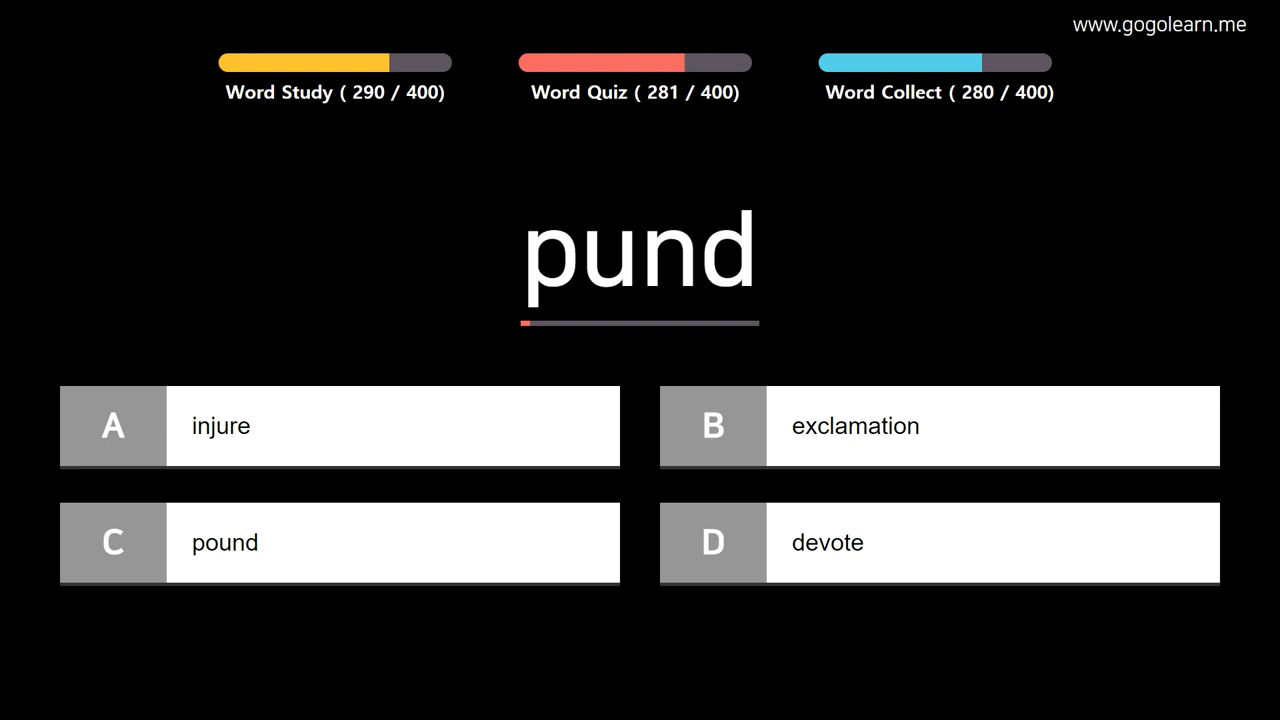 www.gogolearn.me
Word Study ( 290 / 400)
Word Quiz ( 281 / 400)
Word Collect ( 280 / 400)
pund
A injure
B exclamation
C pound
D devote